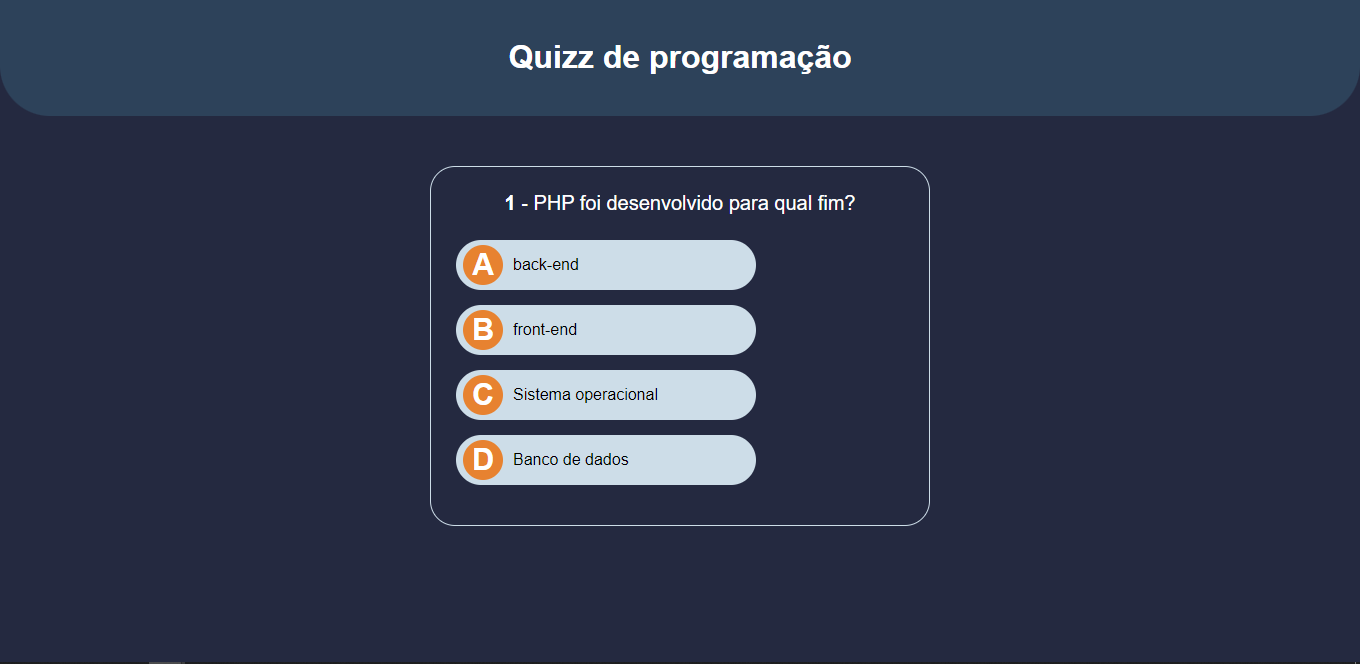 Quizz de programação
1 - PHP foi desenvolvido para qual fim?
A back-end
B front-end
C Sistema operacional
D Banco de dados